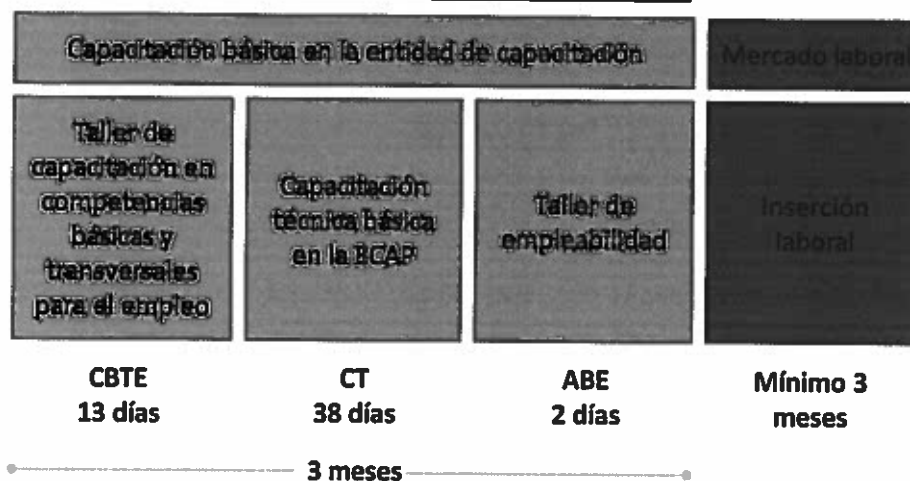 Capacitación básica en la entidad de capacitación
Mercado laboral
Taller de
capacitación en
competencias
básicas y
transversales
para el empleo
Capacitación
técnica básica
en la ECAP
Taller de
empleabilidad
Inserción
laboral
CBTE
13 días
CT
38 días
ABE
2 días
Mínimo 3
meses
3 meses